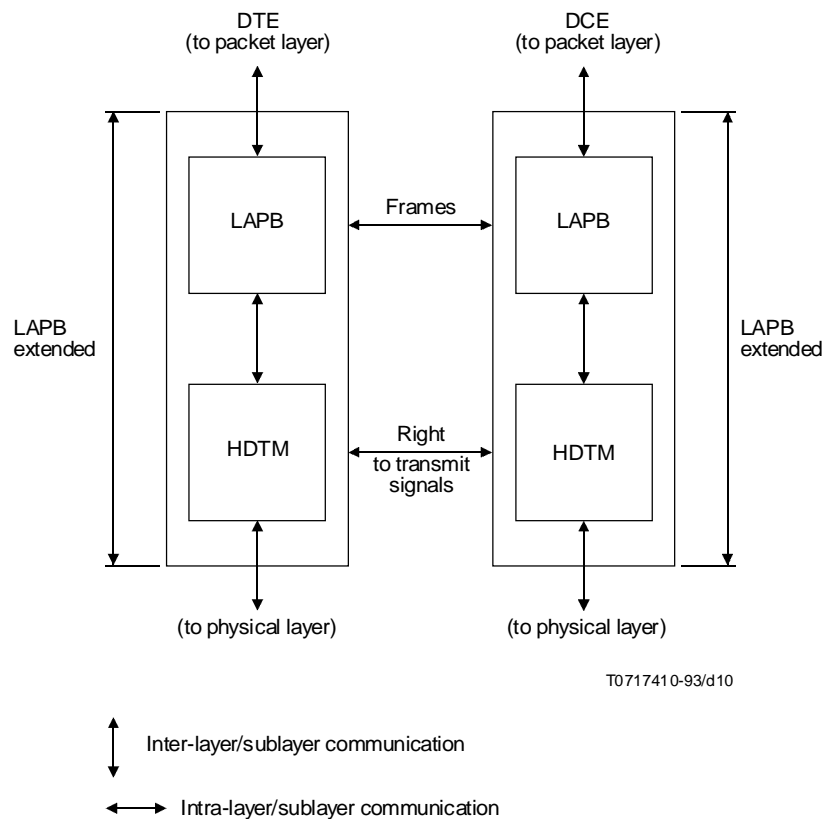 DTE
(to packet layer)
DCE
(to packet layer)
LAPB
Frames
LAPB
LAPB
extended
LAPB
extended
HDTM
Right
to transmit
signals
HDTM
(to physical layer)
(to physical layer)
T0717410-93/d10
Inter-layer/sublayer communication
Intra-layer/sublayer communication